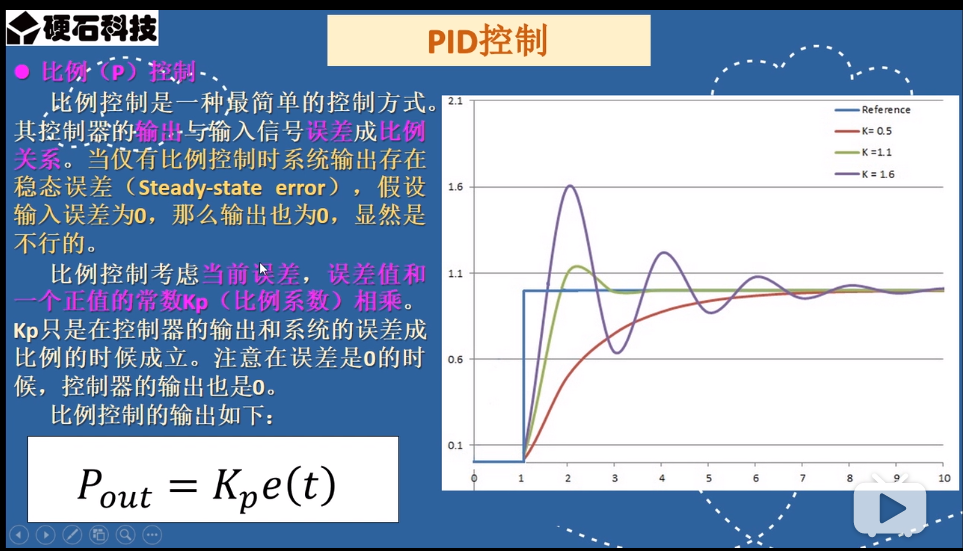 硬石科技
PID控制
比例（P）控制
比例控制是一种最简单的控制方式。
其控制器的输出与输入信号误差成比例
关系。当仅有比例控制时系统输出存在
稳态误差（Steady-state error），假设
输入误差为0，那么输出也为0，显然是
不行的。
比例控制考虑当前误差，误差值和
一个正值的常数Kp（比例系数）相乘。
Kp只是在控制器的输出和系统的误差成
比例的时候成立。注意在误差是0的时
候，控制器的输出也是0。
比例控制的输出如下：
P_out = K_p e(t)
2.1
1.6
1.1
0.6
0.1
0 1 2 3 4 5 6 7 8 9 10
Reference
K= 0.5
K =1.1
K = 1.6